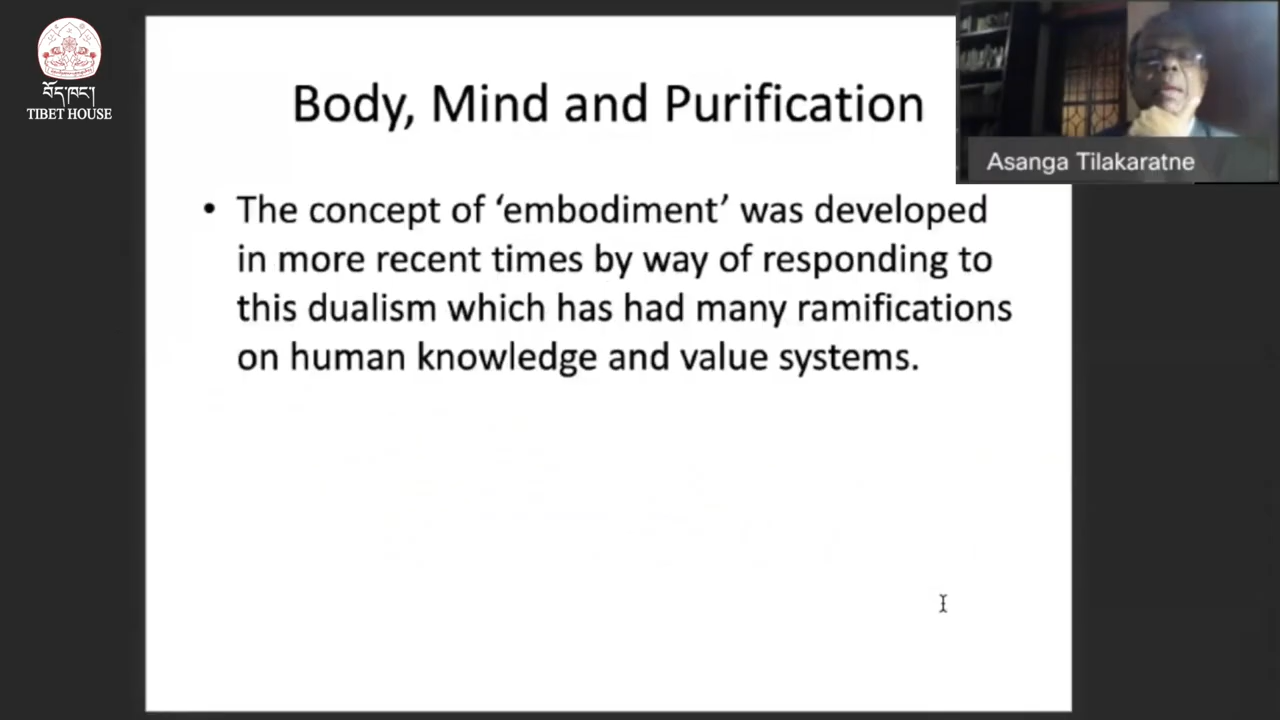 བོད་ཁང།
TIBET HOUSE
Body, Mind and Purification
Asanga Tilakaratne
• The concept of ‘embodiment’ was developed
in more recent times by way of responding to
this dualism which has had many ramifications
on human knowledge and value systems.